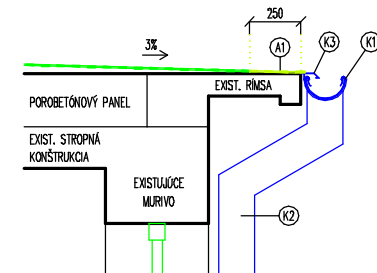 250
3%
A1
K3
K1
EXIST. RÍMSA
POROBETÓNOVÝ PANEL
EXIST. STROPNÁ
KONŠTRUKCIA
EXISTUJÚCE
MURIVO
K2